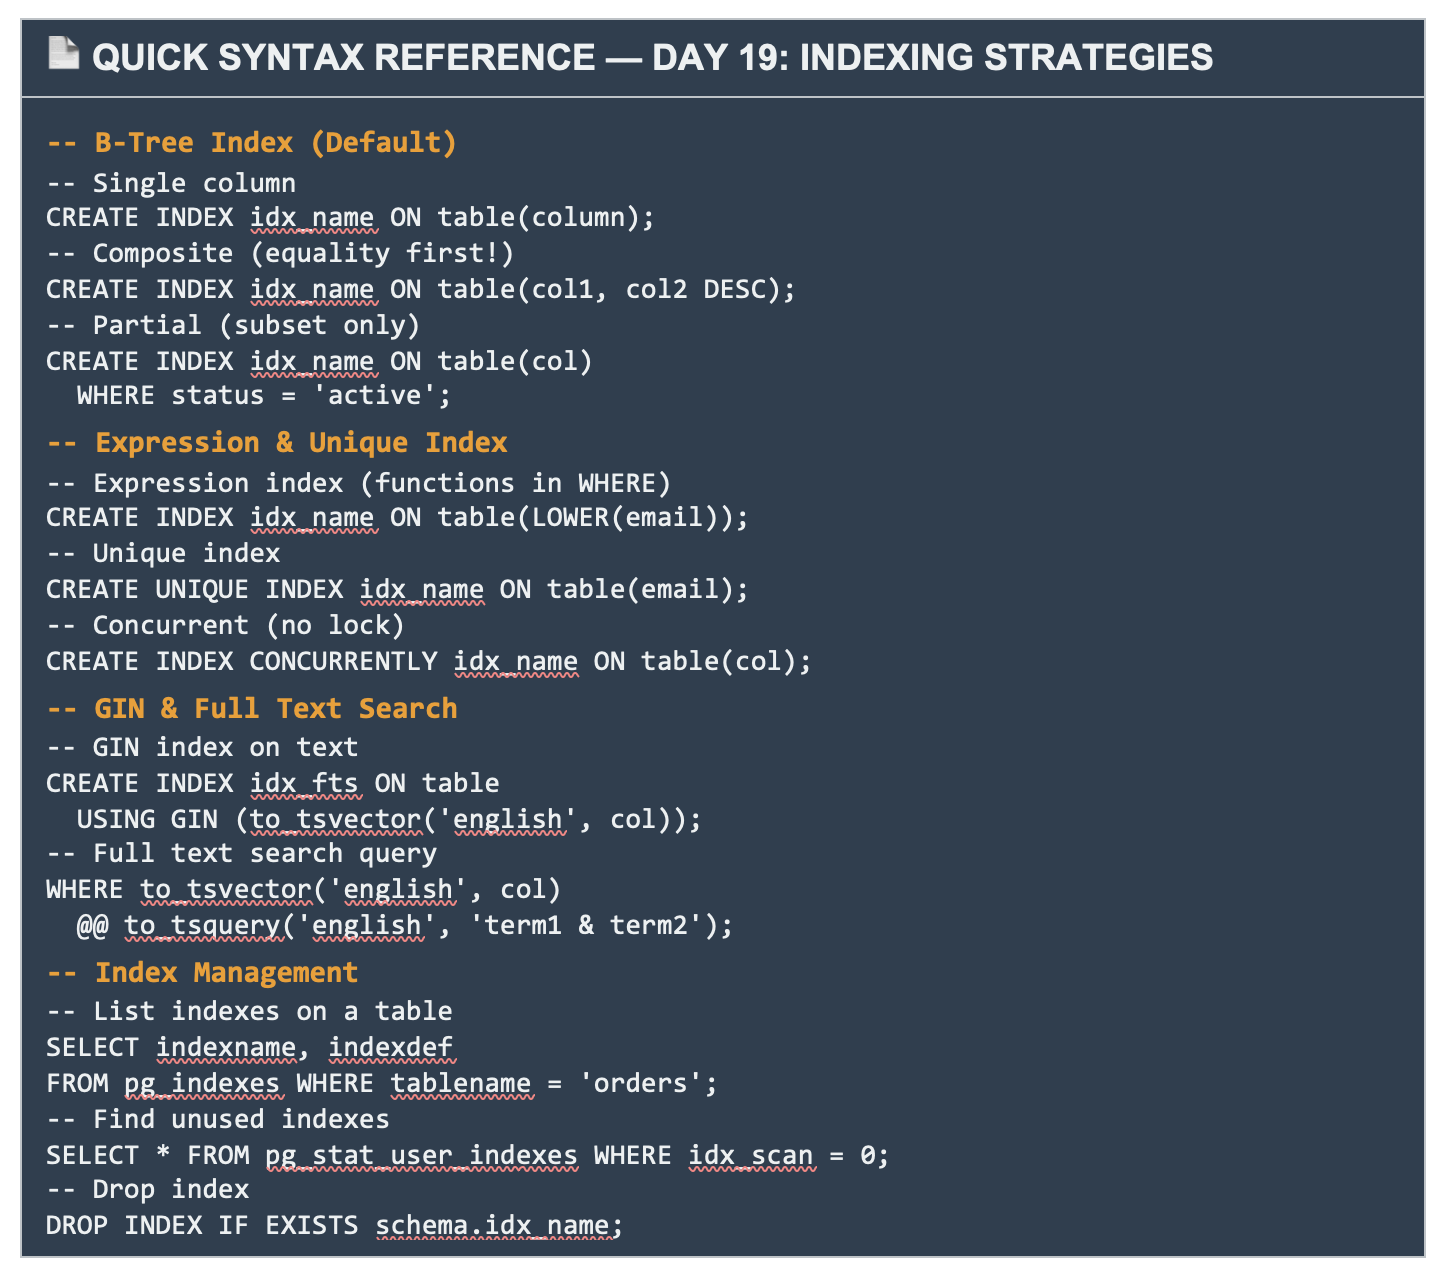 QUICK SYNTAX REFERENCE — DAY 19: INDEXING STRATEGIES
-- B-Tree Index (Default)
-- Single column
CREATE INDEX idx_name ON table(column);
-- Composite (equality first!)
CREATE INDEX idx_name ON table(col1, col2 DESC);
-- Partial (subset only)
CREATE INDEX idx_name ON table(col)
  WHERE status = 'active';
-- Expression & Unique Index
-- Expression index (functions in WHERE)
CREATE INDEX idx_name ON table(LOWER(email));
-- Unique index
CREATE UNIQUE INDEX idx_name ON table(email);
-- Concurrent (no lock)
CREATE INDEX CONCURRENTLY idx_name ON table(col);
-- GIN & Full Text Search
-- GIN index on text
CREATE INDEX idx_fts ON table
  USING GIN (to_tsvector('english', col));
-- Full text search query
WHERE to_tsvector('english', col)
  @@ to_tsquery('english', 'term1 & term2');
-- Index Management
-- List indexes on a table
SELECT indexname, indexdef
FROM pg_indexes WHERE tablename = 'orders';
-- Find unused indexes
SELECT * FROM pg_stat_user_indexes WHERE idx_scan = 0;
-- Drop index
DROP INDEX IF EXISTS schema.idx_name;